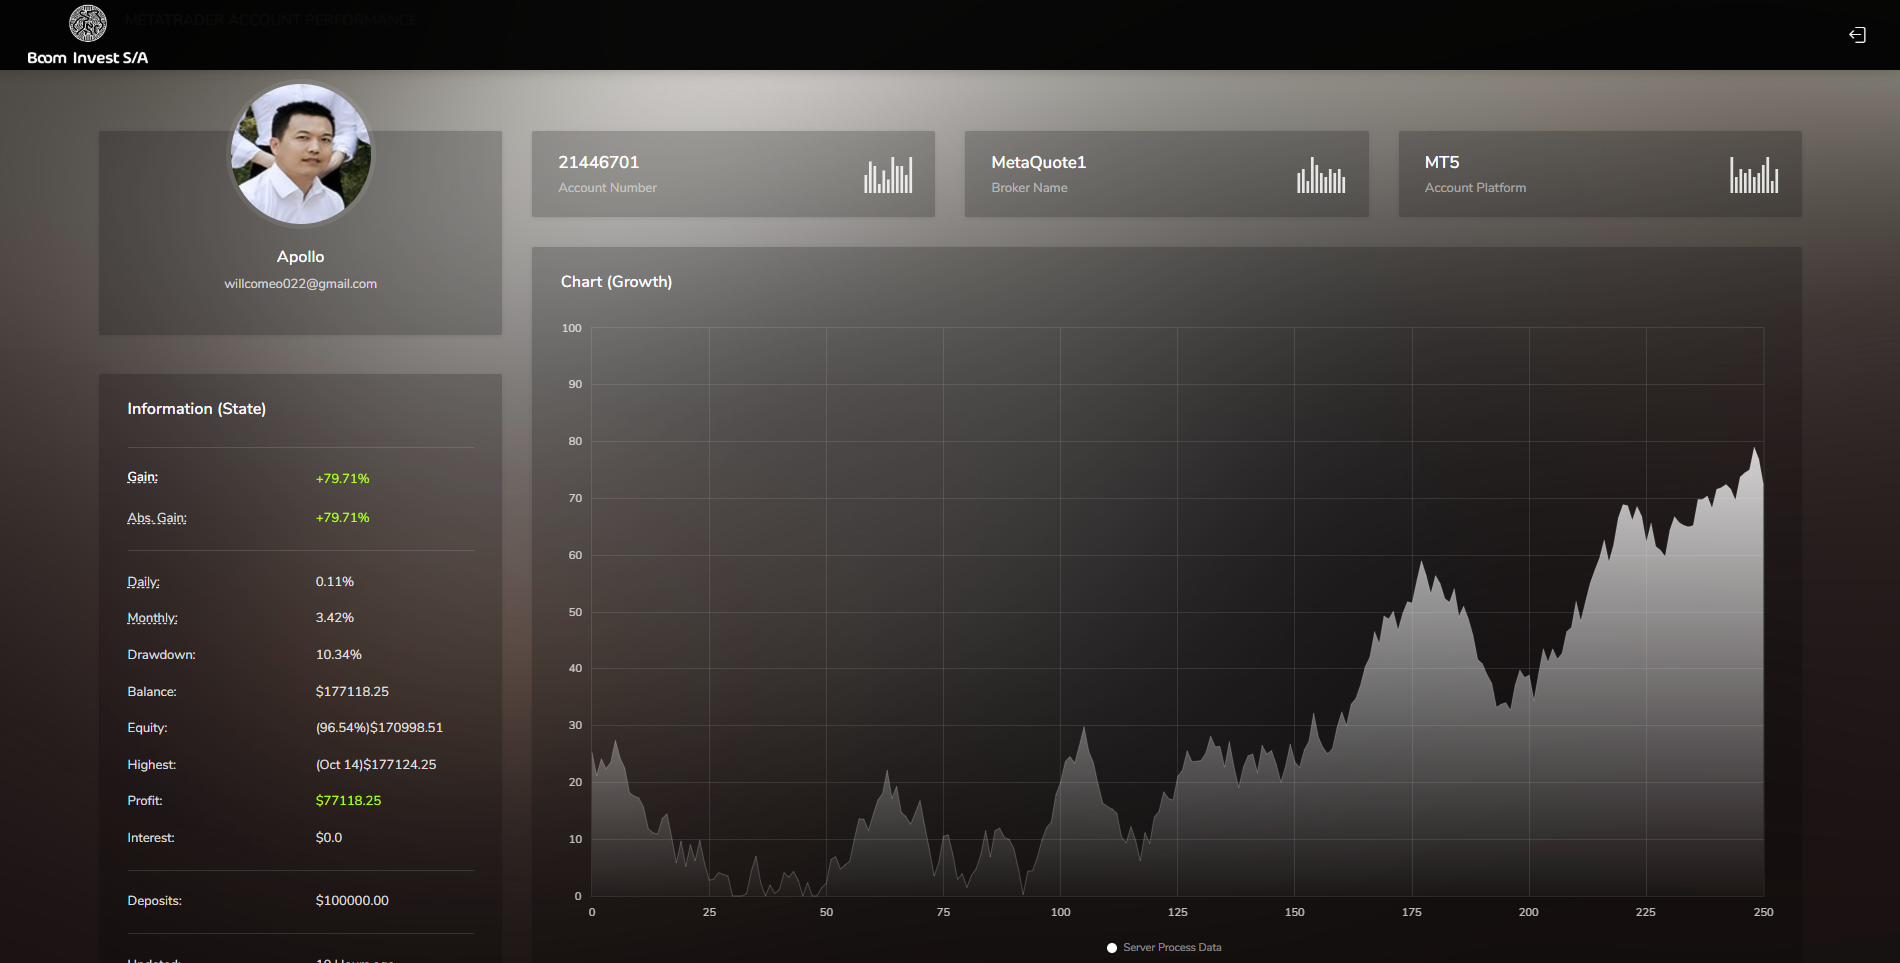 METATRADER ACCOUNT PERFORMANCE
Boom Invest S/A
Apollo
willcomeo022@gmail.com
21446701
Account Number
MetaQuote1
Broker Name
MT5
Account Platform
Information (State)
Gain: +79.71%
Abs. Gain: +79.71%
Daily: 0.11%
Monthly: 3.42%
Drawdown: 10.34%
Balance: $177118.25
Equity: (96.54%)$170998.51
Highest: (Oct 14)$177124.25
Profit: $77118.25
Interest: $0.0
Deposits: $100000.00
Chart (Growth)
100
90
80
70
60
50
40
30
20
10
0
0 25 50 75 100 125 150 175 200 225 250
Server Process Data